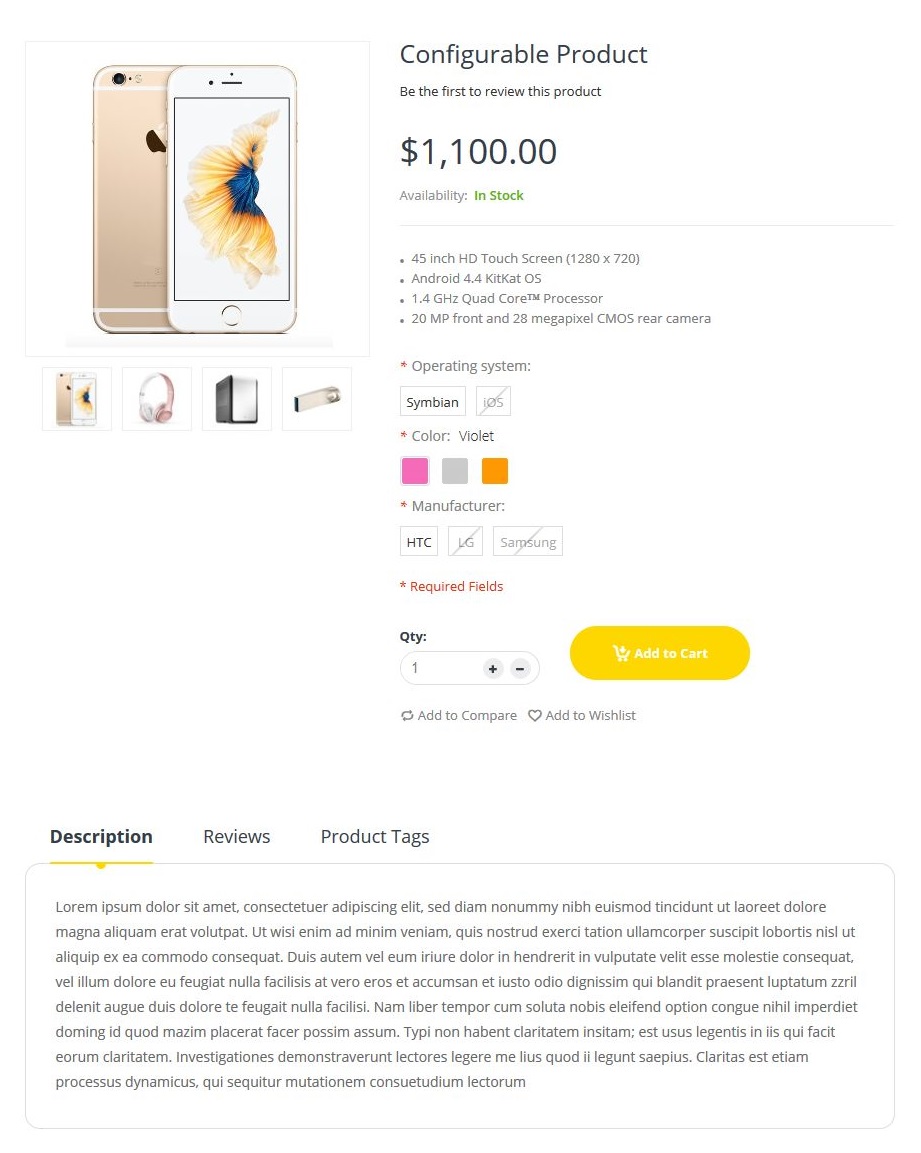 Configurable Product
Be the first to review this product
$1,100.00
Availability: In Stock
45 inch HD Touch Screen (1280 x 720)
Android 4.4 KitKat OS
1.4 GHz Quad Core™ Processor
20 MP front and 28 megapixel CMOS rear camera
* Operating system:
Symbian iOS
* Color: Violet
* Manufacturer:
HTC LG Samsung
* Required Fields
Qty:
1 + −
Add to Cart
Add to Compare Add to Wishlist
Description Reviews Product Tags
Lorem ipsum dolor sit amet, consectetuer adipiscing elit, sed diam nonummy nibh euismod tincidunt ut laoreet dolore
magna aliquam erat volutpat. Ut wisi enim ad minim veniam, quis nostrud exerci tation ullamcorper suscipit lobortis nisl ut
aliquip ex ea commodo consequat. Duis autem vel eum iriure dolor in hendrerit in vulputate velit esse molestie consequat,
vel illum dolore eu feugiat nulla facilisis at vero eros et accumsan et iusto odio dignissim qui blandit praesent luptatum zzril
delenit augue duis dolore te feugait nulla facilisi. Nam liber tempor cum soluta nobis eleifend option congue nihil imperdiet
doming id quod mazim placerat facer possim assum. Typi non habent claritatem insitam; est usus legentis in iis qui facit
eorum claritatem. Investigationes demonstraverunt lectores legere me lius quod ii legunt saepius. Claritas est etiam
processus dynamicus, qui sequitur mutationem consuetudium lectorum